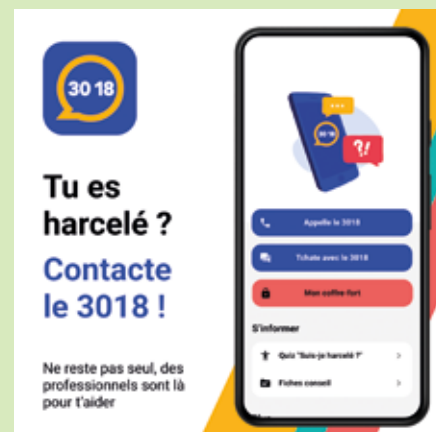 30 18
Tu es
harcelé ?
Contacte
le 3018 !
Ne reste pas seul, des
professionnels sont là
pour t'aider
30 18
?!
Appelle le 3018
Tchate avec le 3018
Mon coffre-fort
S'informer
Quiz "Suis-je harcelé ?"
Fiches conseil